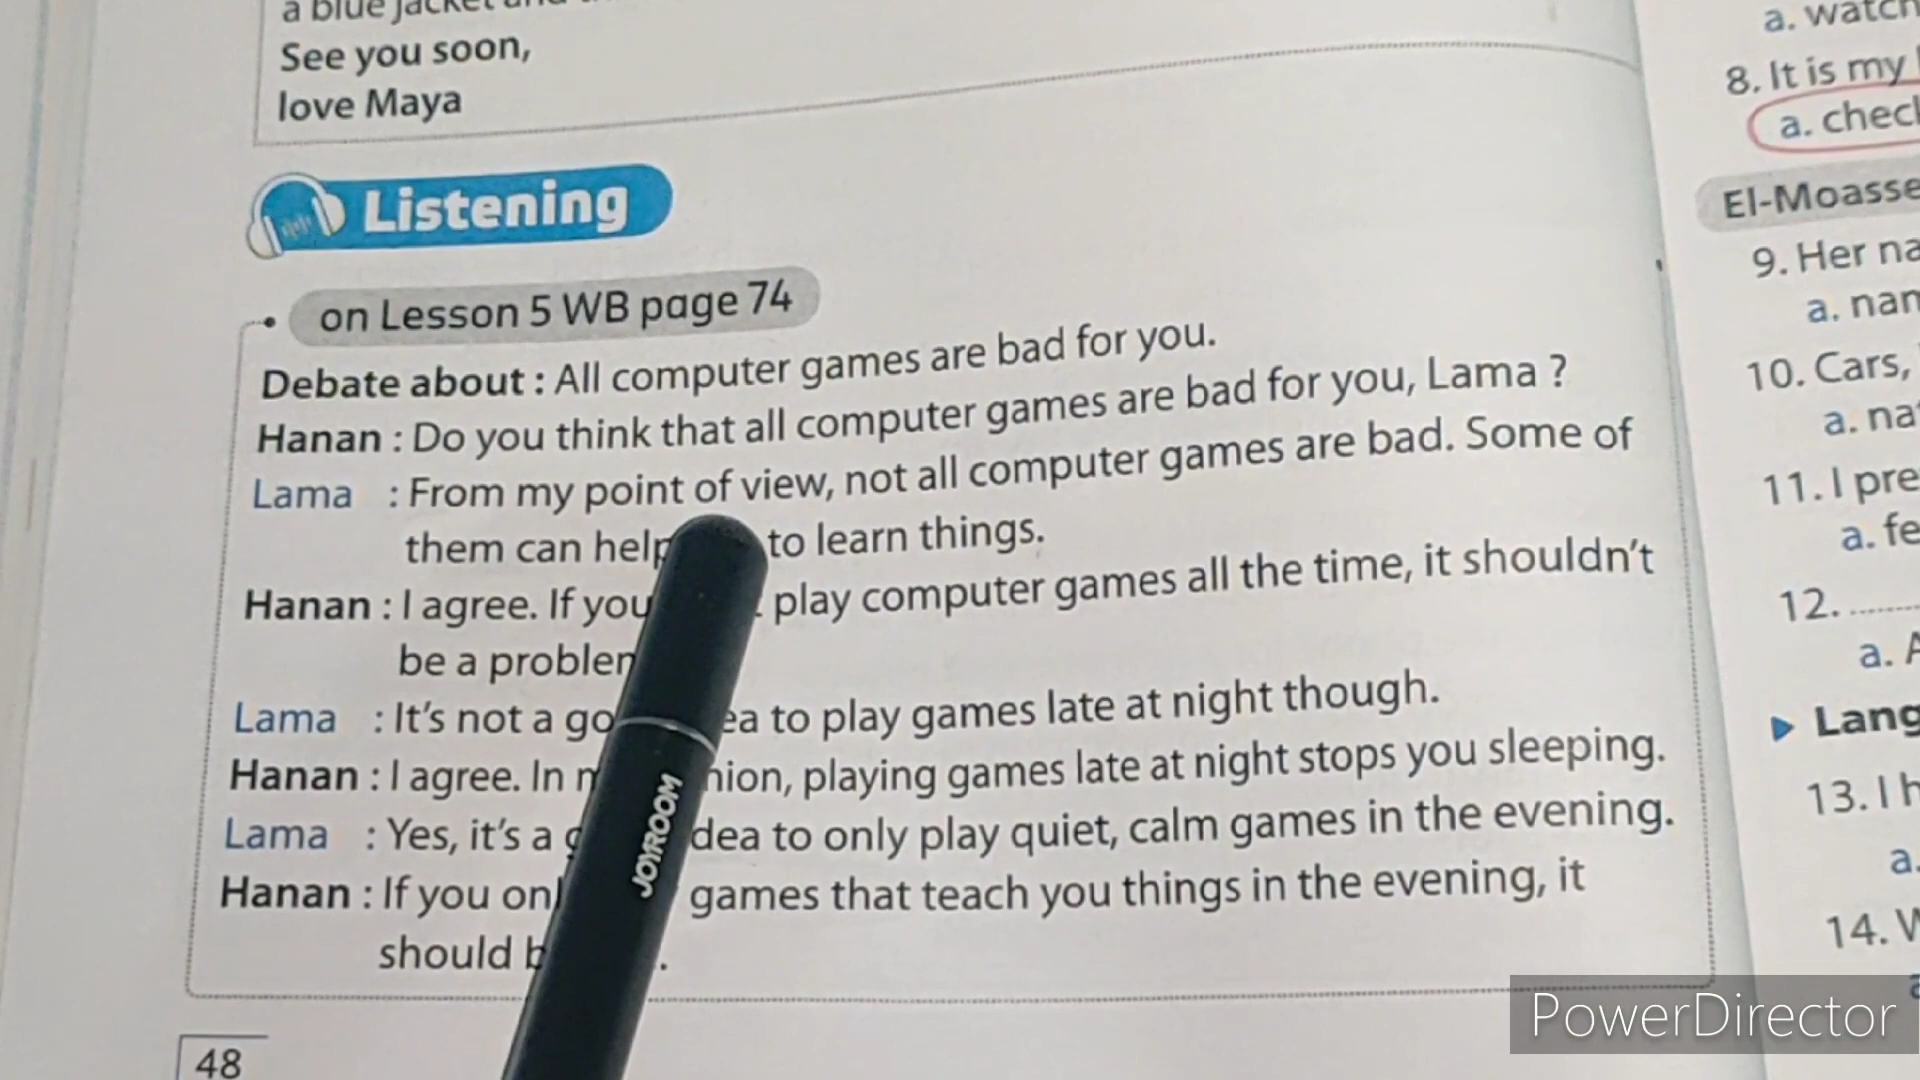 a blue jacket and
See you soon,
love Maya
Listening
on Lesson 5 WB page 74
Debate about : All computer games are bad for you.
Hanan : Do you think that all computer games are bad for you, Lama ?
Lama : From my point of view, not all computer games are bad. Some of
them can help to learn things.
Hanan : I agree. If you play computer games all the time, it shouldn't
be a
Lama : It's not a to play games late at night though.
Hanan : I agree. In playing games late at night stops you sleeping.
Lama : Yes, it's a to only play quiet, calm games in the evening.
Hanan : If you games that teach you things in the evening, it
should
48
a. watch
8. It is my
a. check
El-Moasse
9. Her na
a. nam
10. Cars,
a. nat
11. I pre
a. fe
12. ........
a. A
Lang
13. I h
a.
14. W
JOYROOM
PowerDirector